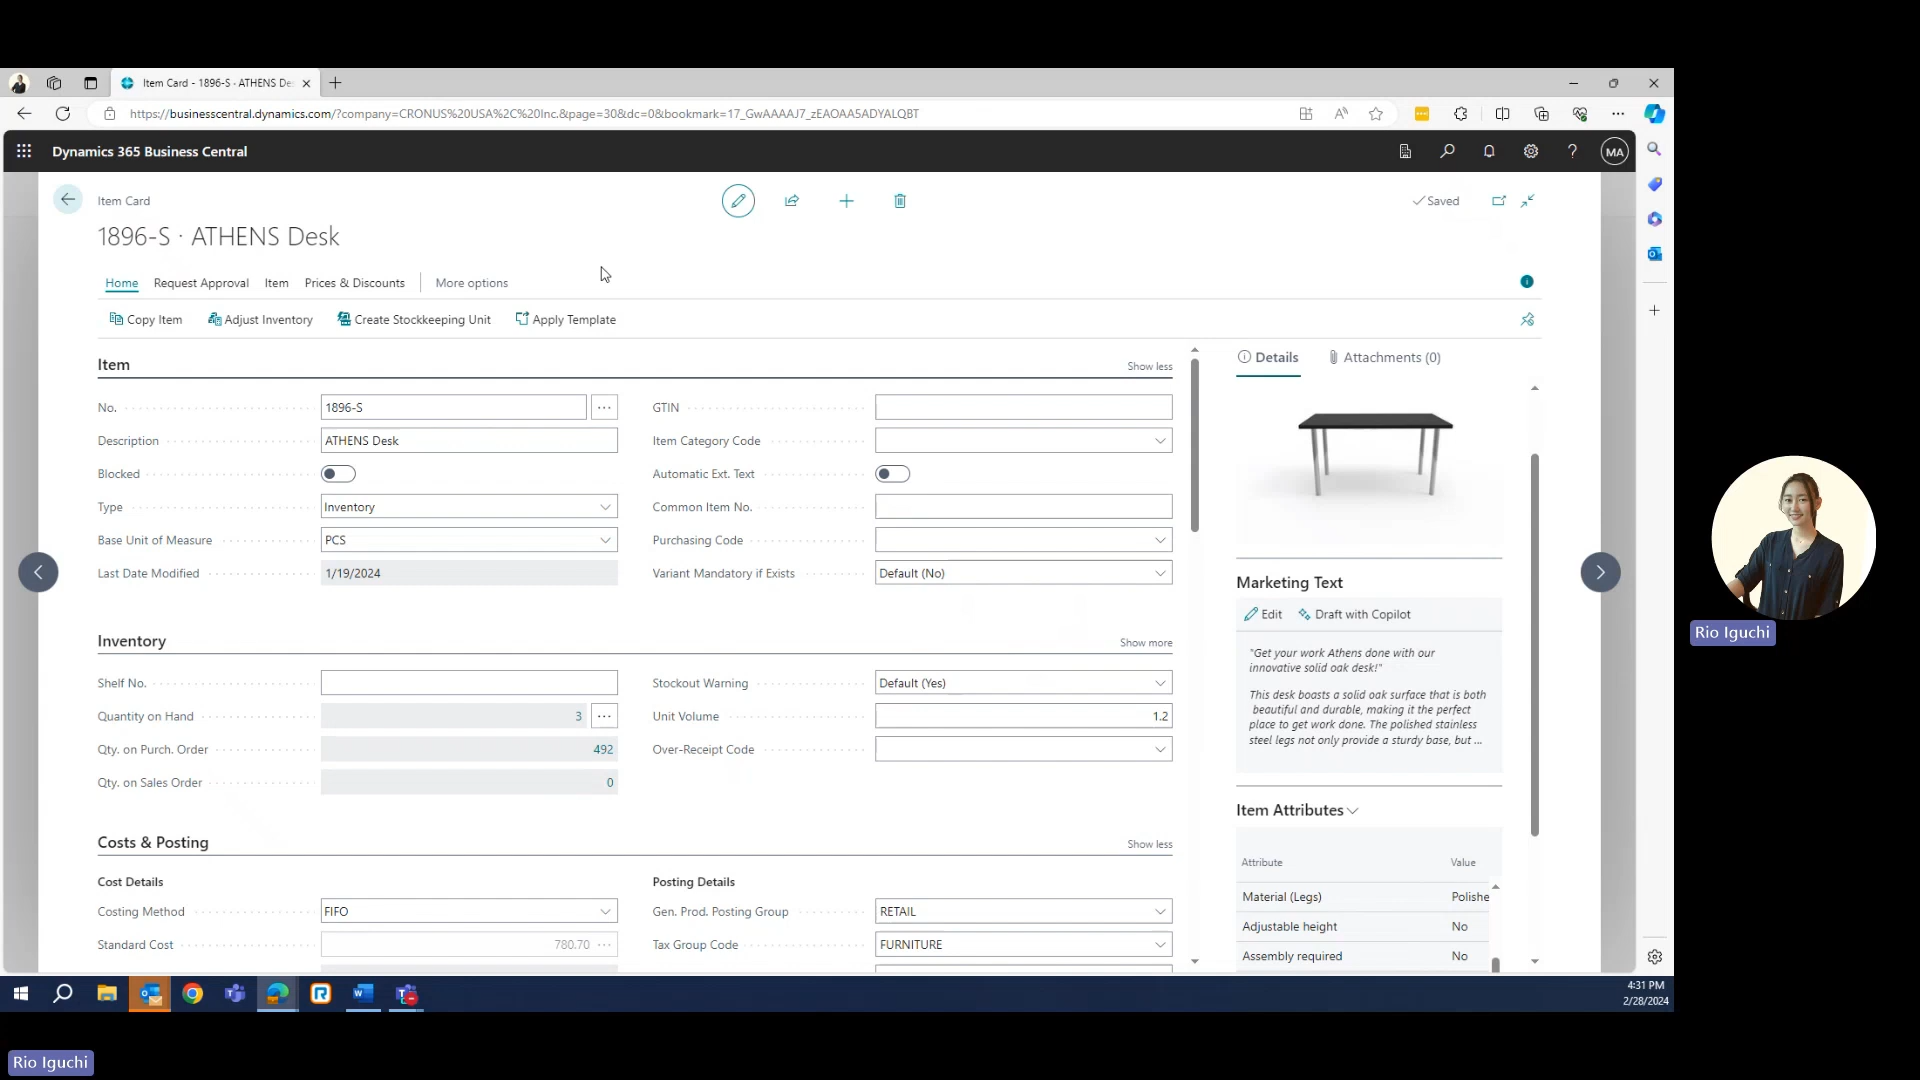 Item Card - 1896-S · ATHENS De
https://businesscentral.dynamics.com/?company=CRONUS%20USA%2C%20Inc.&page=30&dc=0&bookmark=17_GwAAAAJ7_zEAOAA5ADYALQBT
Dynamics 365 Business Central
MA
Item Card
Saved
1896-S · ATHENS Desk
Home Request Approval Item Prices & Discounts More options
Copy Item Adjust Inventory Create Stockkeeping Unit Apply Template
Item
Show less
No. 1896-S
Description ATHENS Desk
Blocked
Type Inventory
Base Unit of Measure PCS
Last Date Modified 1/19/2024
GTIN
Item Category Code
Automatic Ext. Text
Common Item No.
Purchasing Code
Variant Mandatory if Exists Default (No)
Inventory
Show more
Shelf No.
Quantity on Hand 3
Qty. on Purch. Order 492
Qty. on Sales Order 0
Stockout Warning Default (Yes)
Unit Volume 1.2
Over-Receipt Code
Costs & Posting
Show less
Cost Details
Costing Method FIFO
Standard Cost 780.70
Posting Details
Gen. Prod. Posting Group RETAIL
Tax Group Code FURNITURE
Details Attachments (0)
Marketing Text
Edit Draft with Copilot
"Get your work Athens done with our
innovative solid oak desk!"
This desk boasts a solid oak surface that is both
beautiful and durable, making it the perfect
place to get work done. The polished stainless
steel legs not only provide a sturdy base, but ...
Item Attributes
Attribute Value
Material (Legs) Polishe
Adjustable height No
Assembly required No
4:31 PM
2/28/2024
Rio Iguchi
Rio Iguchi